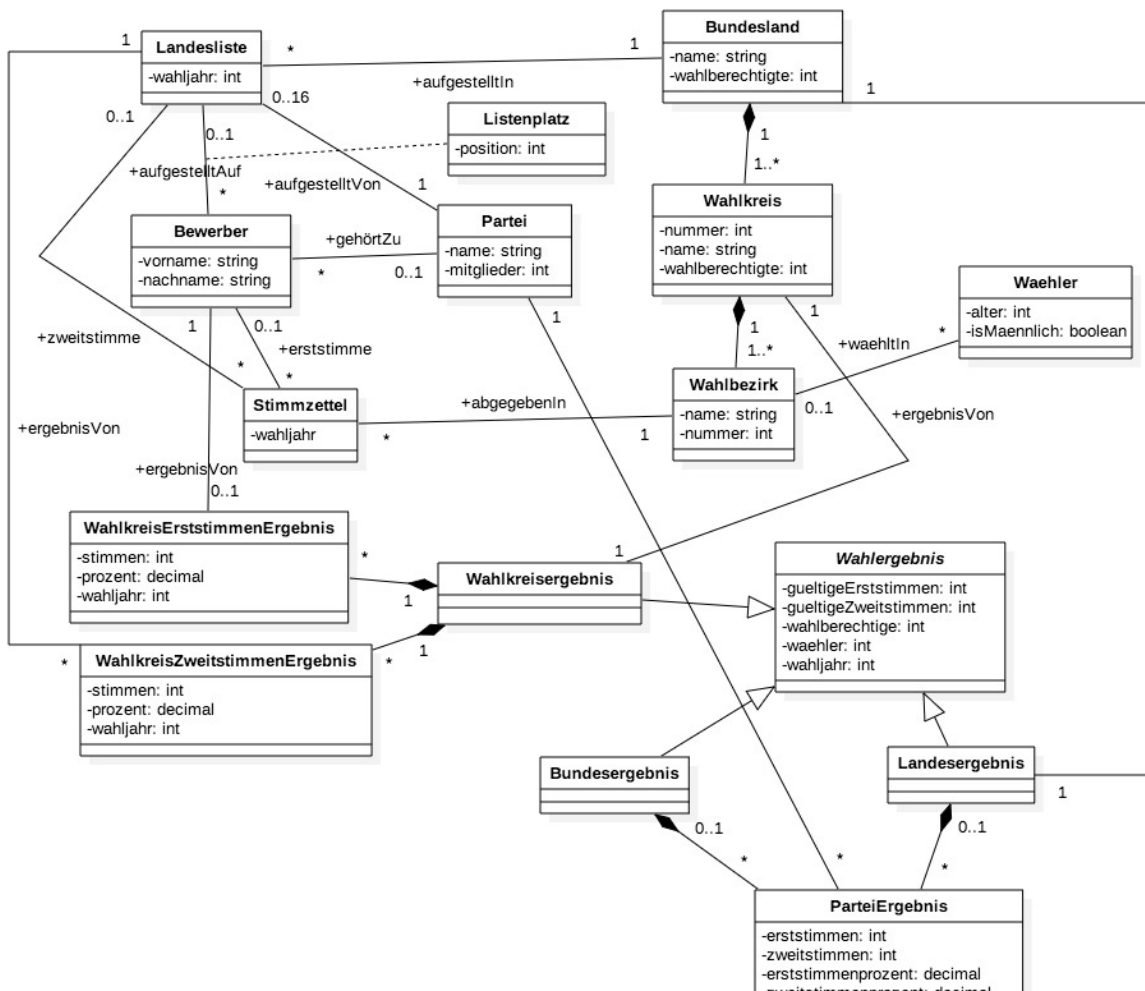 Landesliste
-wahljahr: int
Bundesland
-name: string
-wahlberechtigte: int
1
*
1
+aufgestelltIn
1
0..1
0..1
0..16
Listenplatz
-position: int
+aufgestelltAuf
+aufgestelltVon
*
1
1
1..*
Wahlkreis
-nummer: int
-name: string
-wahlberechtigte: int
Bewerber
-vorname: string
-nachname: string
+gehörtZu
*
0..1
Partei
-name: string
-mitglieder: int
Waehler
-alter: int
-isMaennlich: boolean
1
0..1
1
1
1
+zweitstimme
+erststimme
+waehltIn
*
1..*
*
*
Stimmzettel
-wahljahr
+abgegebenIn
*
1
Wahlbezirk
-name: string
-nummer: int
0..1
+ergebnisVon
+ergebnisVon
+ergebnisVon
0..1
WahlkreisErststimmenErgebnis
-stimmen: int
-prozent: decimal
-wahljahr: int
*
1
1
Wahlkreisergebnis
Wahlergebnis
-gueltigeErststimmen: int
-gueltigeZweitstimmen: int
-wahlberechtige: int
-waehler: int
-wahljahr: int
*
WahlkreisZweitstimmenErgebnis
-stimmen: int
-prozent: decimal
-wahljahr: int
*
1
Bundesergebnis
Landesergebnis
1
0..1
0..1
*
*
*
ParteiErgebnis
-erststimmen: int
-zweitstimmen: int
-erststimmenprozent: decimal
-zweitstimmenprozent: decimal